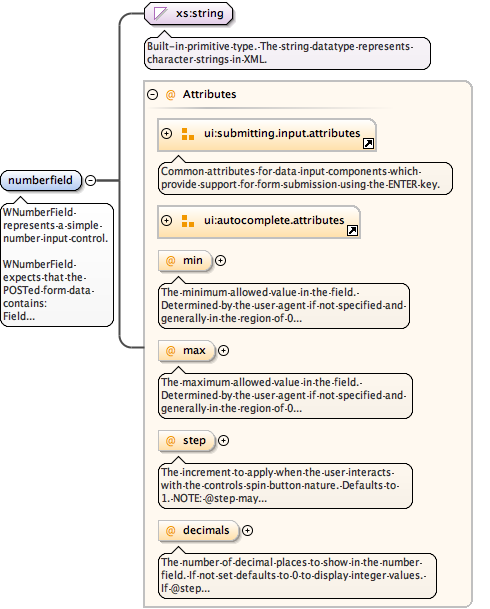 xs:string
Built-in·primitive·type.·The·string·datatype·represents·
character·strings·in·XML.
Attributes
ui:submitting.input.attributes
Common·attributes·for·data·input·components·which·
provide·support·for·form·submission·using·the·ENTER·key.
numberfield
WNumberField·
represents·a·simple·
number·input·control.
WNumberField·
expects·that·the·
POSTed·form·data·
contains:
Field...
ui:autocomplete.attributes
@ min
The·minimum·allowed·value·in·the·field.·
Determined·by·the·user·agent·if·not·specified·and·
generally·in·the·region·of·0...
@ max
The·maximum·allowed·value·in·the·field.·
Determined·by·the·user·agent·if·not·specified·and·
generally·in·the·region·of·0...
@ step
The·increment·to·apply·when·the·user·interacts·
with·the·controls·spin·button·nature.·Defaults·to·
1.·NOTE:·@step·may...
@ decimals
The·number·of·decimal·places·to·show·in·the·number·
field.·If·not·set·defaults·to·0·to·display·integer·values.·
If·@step...